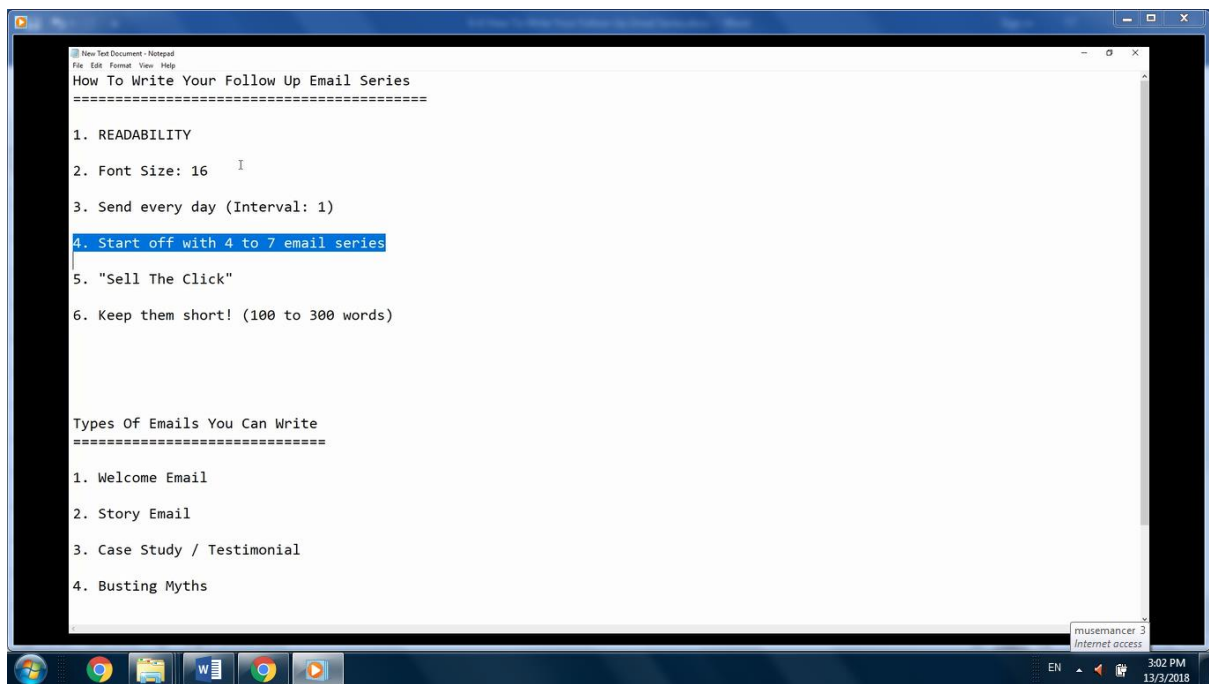 New Text Document - Notepad
File Edit Format View Help
How To Write Your Follow Up Email Series
==========================================
1. READABILITY
2. Font Size: 16
3. Send every day (Interval: 1)
4. Start off with 4 to 7 email series
5. "Sell The Click"
6. Keep them short! (100 to 300 words)
Types Of Emails You Can Write
==============================
1. Welcome Email
2. Story Email
3. Case Study / Testimonial
4. Busting Myths
musemancer 3
Internet access
EN
3:02 PM
13/3/2018